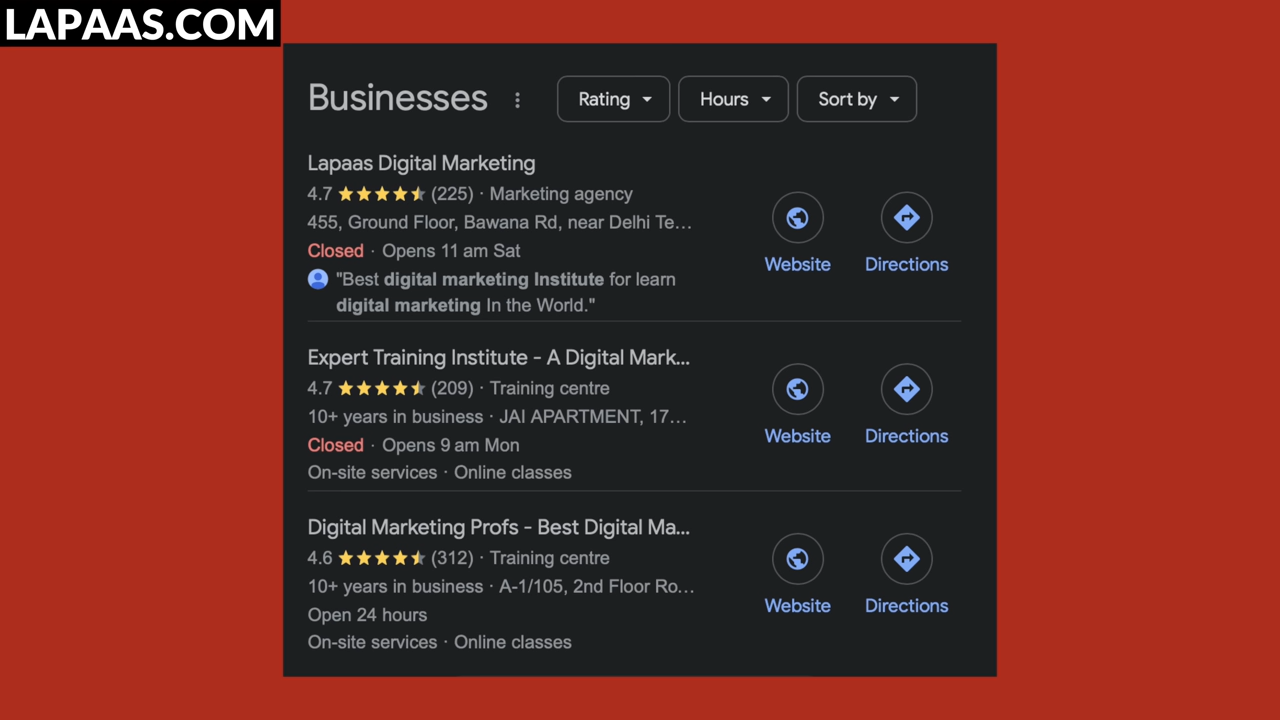 LAPAAS.COM
Businesses
Rating
Hours
Sort by
Lapaas Digital Marketing
4.7 (225) · Marketing agency
455, Ground Floor, Bawana Rd, near Delhi Te...
Closed · Opens 11 am Sat
"Best digital marketing Institute for learn
digital marketing In the World."
Website
Directions
Expert Training Institute - A Digital Mark...
4.7 (209) · Training centre
10+ years in business · JAI APARTMENT, 17...
Closed · Opens 9 am Mon
On-site services · Online classes
Website
Directions
Digital Marketing Profs - Best Digital Ma...
4.6 (312) · Training centre
10+ years in business · A-1/105, 2nd Floor Ro...
Open 24 hours
On-site services · Online classes
Website
Directions